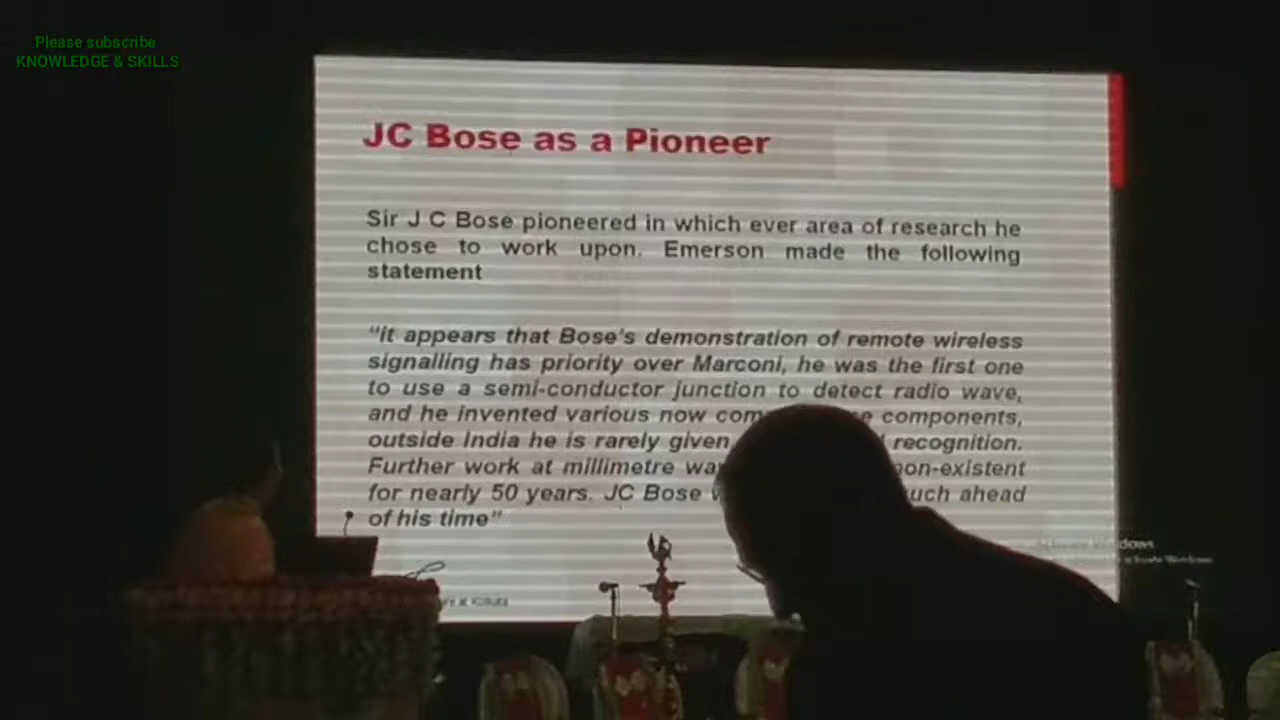 Please subscribe
KNOWLEDGE & SKILLS
JC Bose as a Pioneer
Sir J C Bose pioneered in which ever area of research he
chose to work upon. Emerson made the following
statement
"it appears that Bose's demonstration of remote wireless
signalling has priority over Marconi, he was the first one
to use a semi-conductor junction to detect radio wave,
and he invented various now components,
outside India he is rarely given recognition.
Further work at millimetre non-existent
for nearly 50 years. JC Bose ahead
of his time"
Windows